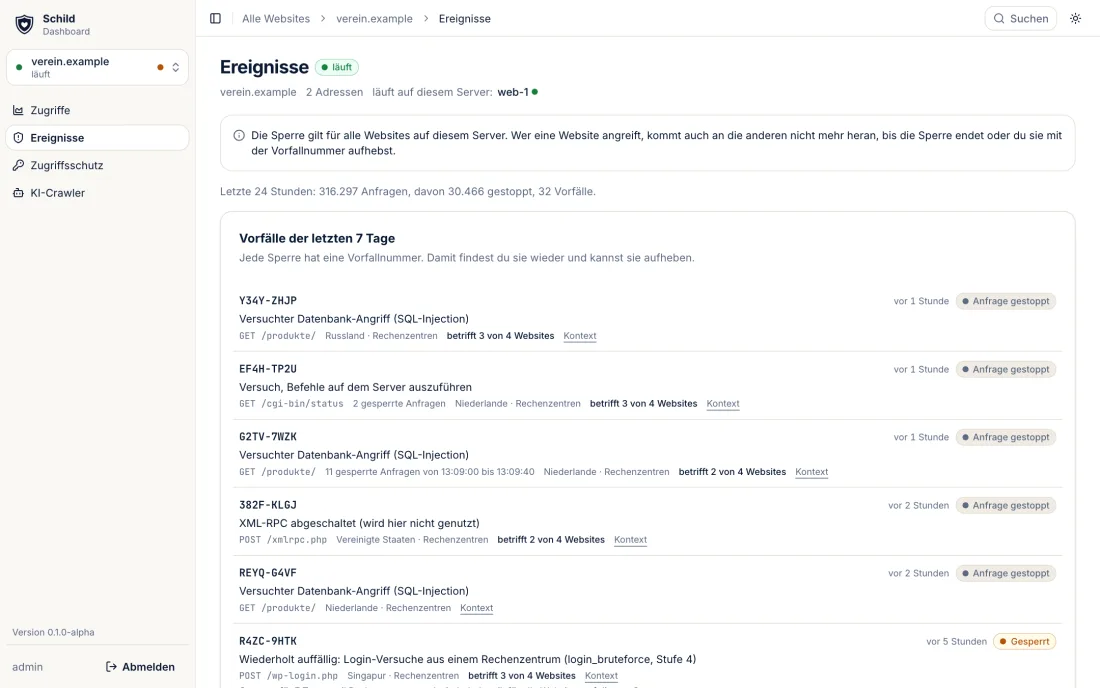 Schild
Dashboard
verein.example
läuft
Zugriffe
Ereignisse
Zugriffsschutz
KI-Crawler
Version 0.1.0-alpha
admin
Abmelden
Alle Websites > verein.example > Ereignisse
Suchen
Ereignisse läuft
verein.example 2 Adressen läuft auf diesem Server: web-1
Die Sperre gilt für alle Websites auf diesem Server. Wer eine Website angreift, kommt auch an die anderen nicht mehr heran, bis die Sperre endet oder du sie mit
der Vorfallnummer aufhebst.
Letzte 24 Stunden: 316.297 Anfragen, davon 30.466 gestoppt, 32 Vorfälle.
Vorfälle der letzten 7 Tage
Jede Sperre hat eine Vorfallnummer. Damit findest du sie wieder und kannst sie aufheben.
Y34Y-ZHJP vor 1 Stunde Anfrage gestoppt
Versuchter Datenbank-Angriff (SQL-Injection)
GET /produkte/ Russland · Rechenzentren betrifft 3 von 4 Websites Kontext
EF4H-TP2U vor 1 Stunde Anfrage gestoppt
Versuch, Befehle auf dem Server auszuführen
GET /cgi-bin/status 2 gesperrte Anfragen Niederlande · Rechenzentren betrifft 3 von 4 Websites Kontext
G2TV-7WZK vor 1 Stunde Anfrage gestoppt
Versuchter Datenbank-Angriff (SQL-Injection)
GET /produkte/ 11 gesperrte Anfragen von 13:09:00 bis 13:09:40 Niederlande · Rechenzentren betrifft 2 von 4 Websites Kontext
382F-KLGJ vor 2 Stunden Anfrage gestoppt
XML-RPC abgeschaltet (wird hier nicht genutzt)
POST /xmlrpc.php Vereinigte Staaten · Rechenzentren betrifft 2 von 4 Websites Kontext
REYQ-G4VF vor 2 Stunden Anfrage gestoppt
Versuchter Datenbank-Angriff (SQL-Injection)
GET /produkte/ Niederlande · Rechenzentren Kontext
R4ZC-9HTK vor 5 Stunden Gesperrt
Wiederholt auffällig: Login-Versuche aus einem Rechenzentrum (login_bruteforce, Stufe 4)
POST /wp-login.php Singapur · Rechenzentren betrifft 3 von 4 Websites Kontext